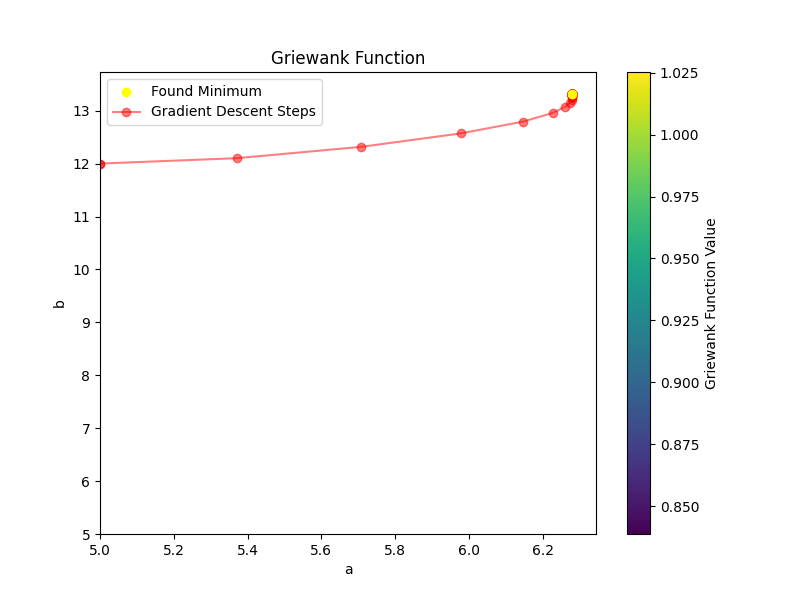 Griewank Function
Found Minimum
Gradient Descent Steps
13
12
11
10
9
8
7
6
5
b
5.0 5.2 5.4 5.6 5.8 6.0 6.2
a
1.025
1.000
0.975
0.950
0.925
0.900
0.875
0.850
Griewank Function Value